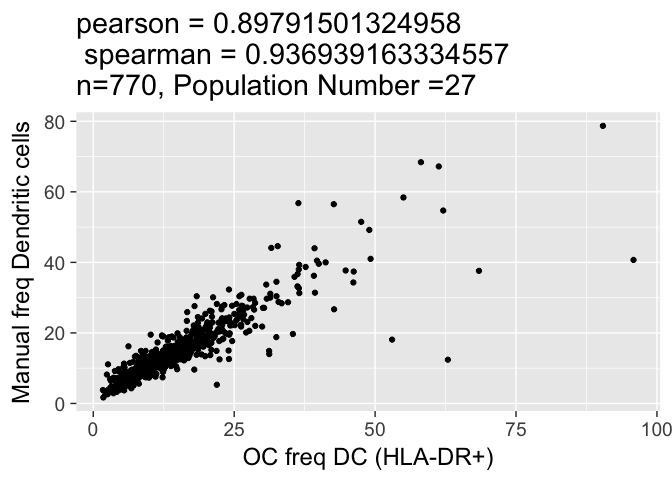 pearson = 0.89791501324958
spearman = 0.936939163334557
n=770, Population Number =27
Manual freq Dendritic cells
80
60
40
20
0
0 25 50 75 100
OC freq DC (HLA-DR+)